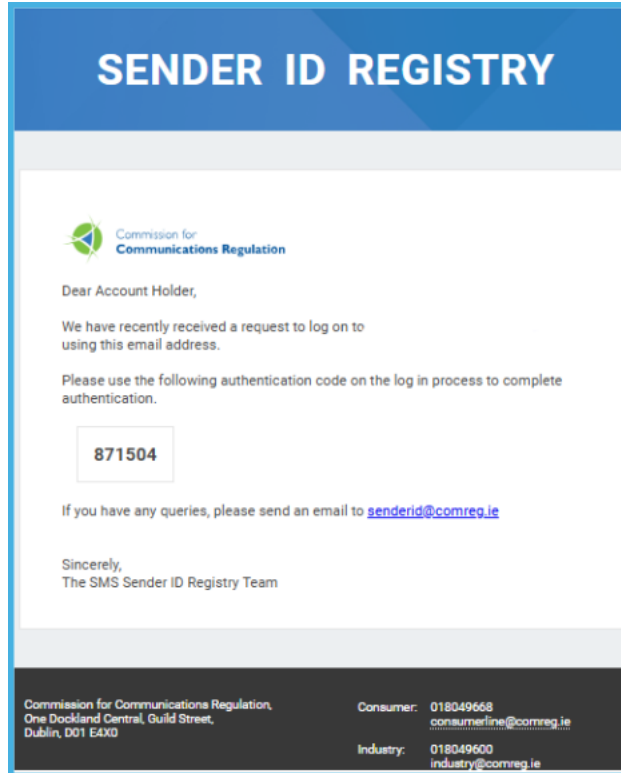 SENDER ID REGISTRY
Commission for
Communications Regulation
Dear Account Holder,
We have recently received a request to log on to
using this email address.
Please use the following authentication code on the log in process to complete
authentication.
871504
If you have any queries, please send an email to senderid@comreg.ie
Sincerely,
The SMS Sender ID Registry Team
Commission for Communications Regulation,
One Dockland Central, Guild Street,
Dublin, D01 E4X0
Consumer: 018049668
consumerline@comreg.ie
Industry: 018049600
industry@comreg.ie